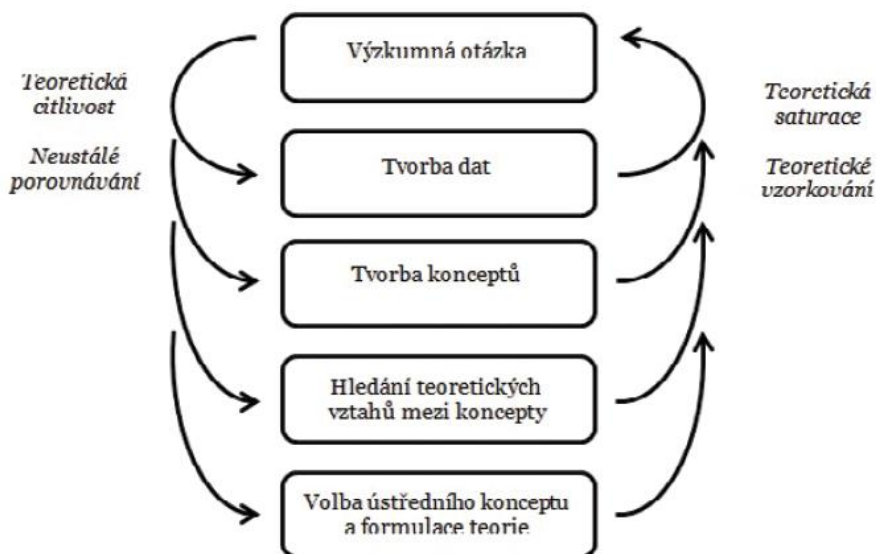 Výzkumná otázka
Teoretická
citlivost
Neustálé
porovnávání
Teoretická
saturace
Teoretické
vzorkování
Tvorba dat
Tvorba konceptů
Hledání teoretických
vztahů mezi koncepty
Volba ústředního konceptu
a formulace teorie